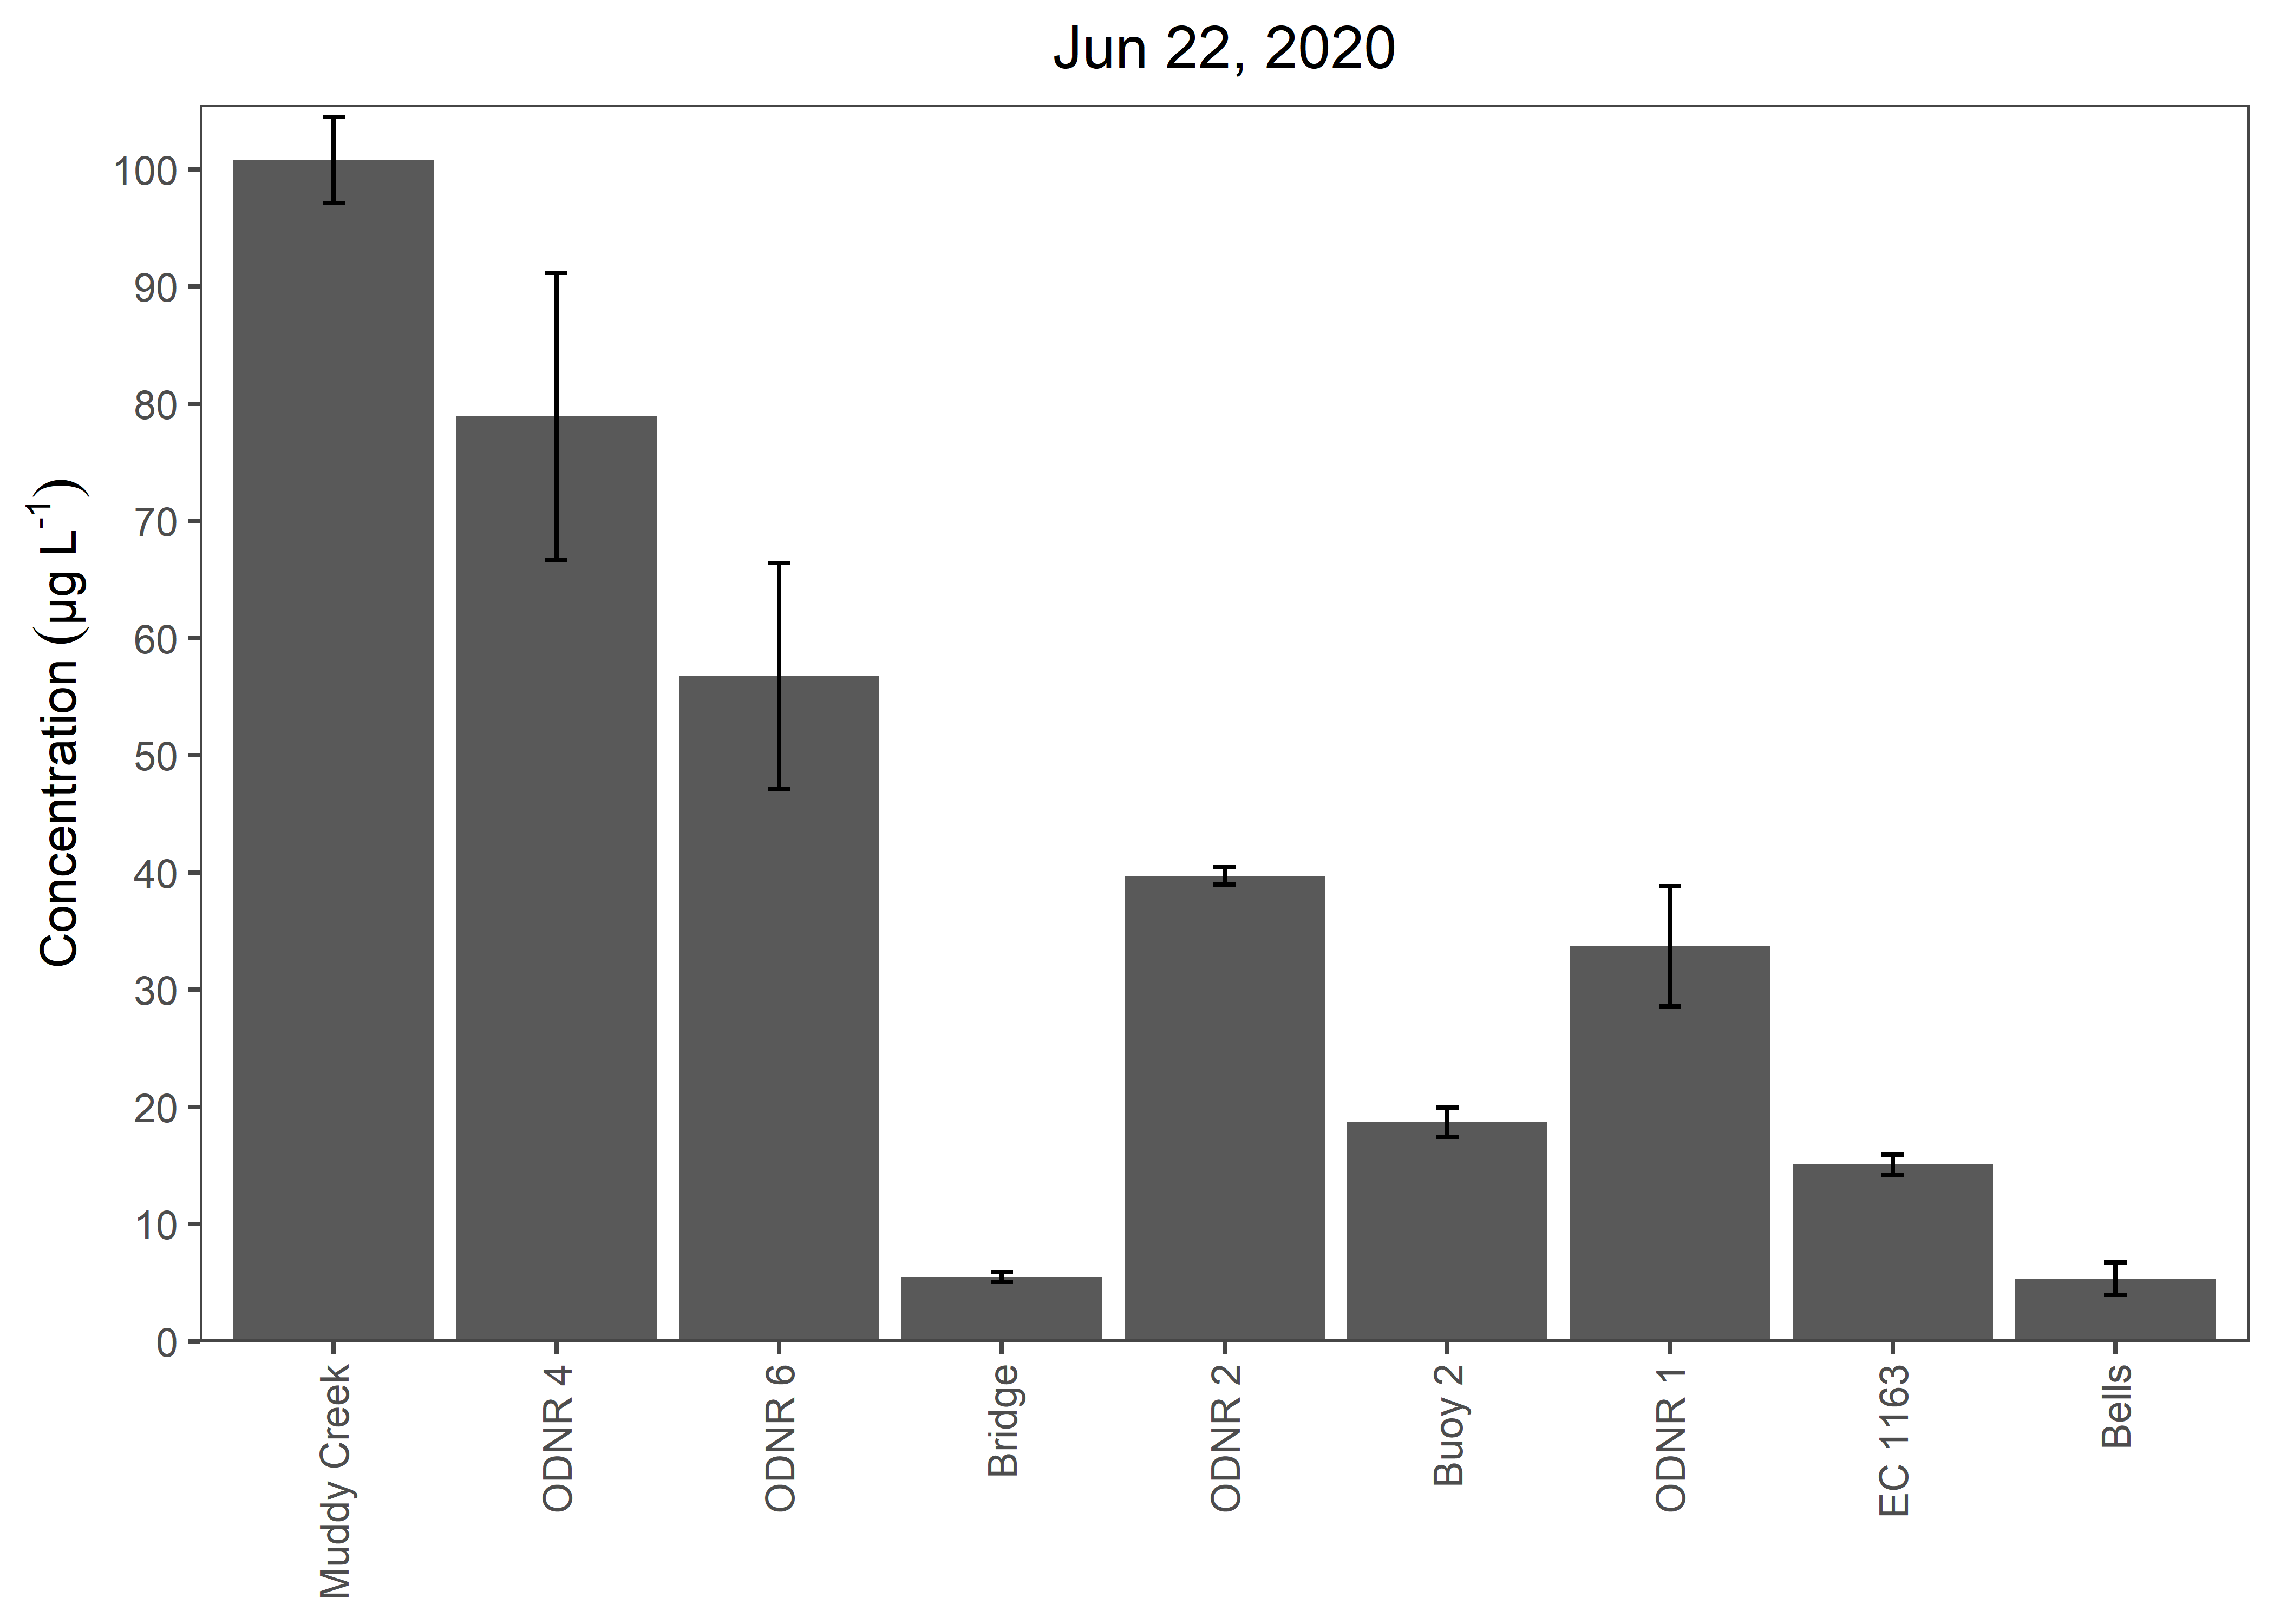 Jun 22, 2020
Concentration (µg L⁻¹)
100
90
80
70
60
50
40
30
20
10
0
Muddy Creek
ODNR 4
ODNR 6
Bridge
ODNR 2
Buoy 2
ODNR 1
EC 1163
Bells